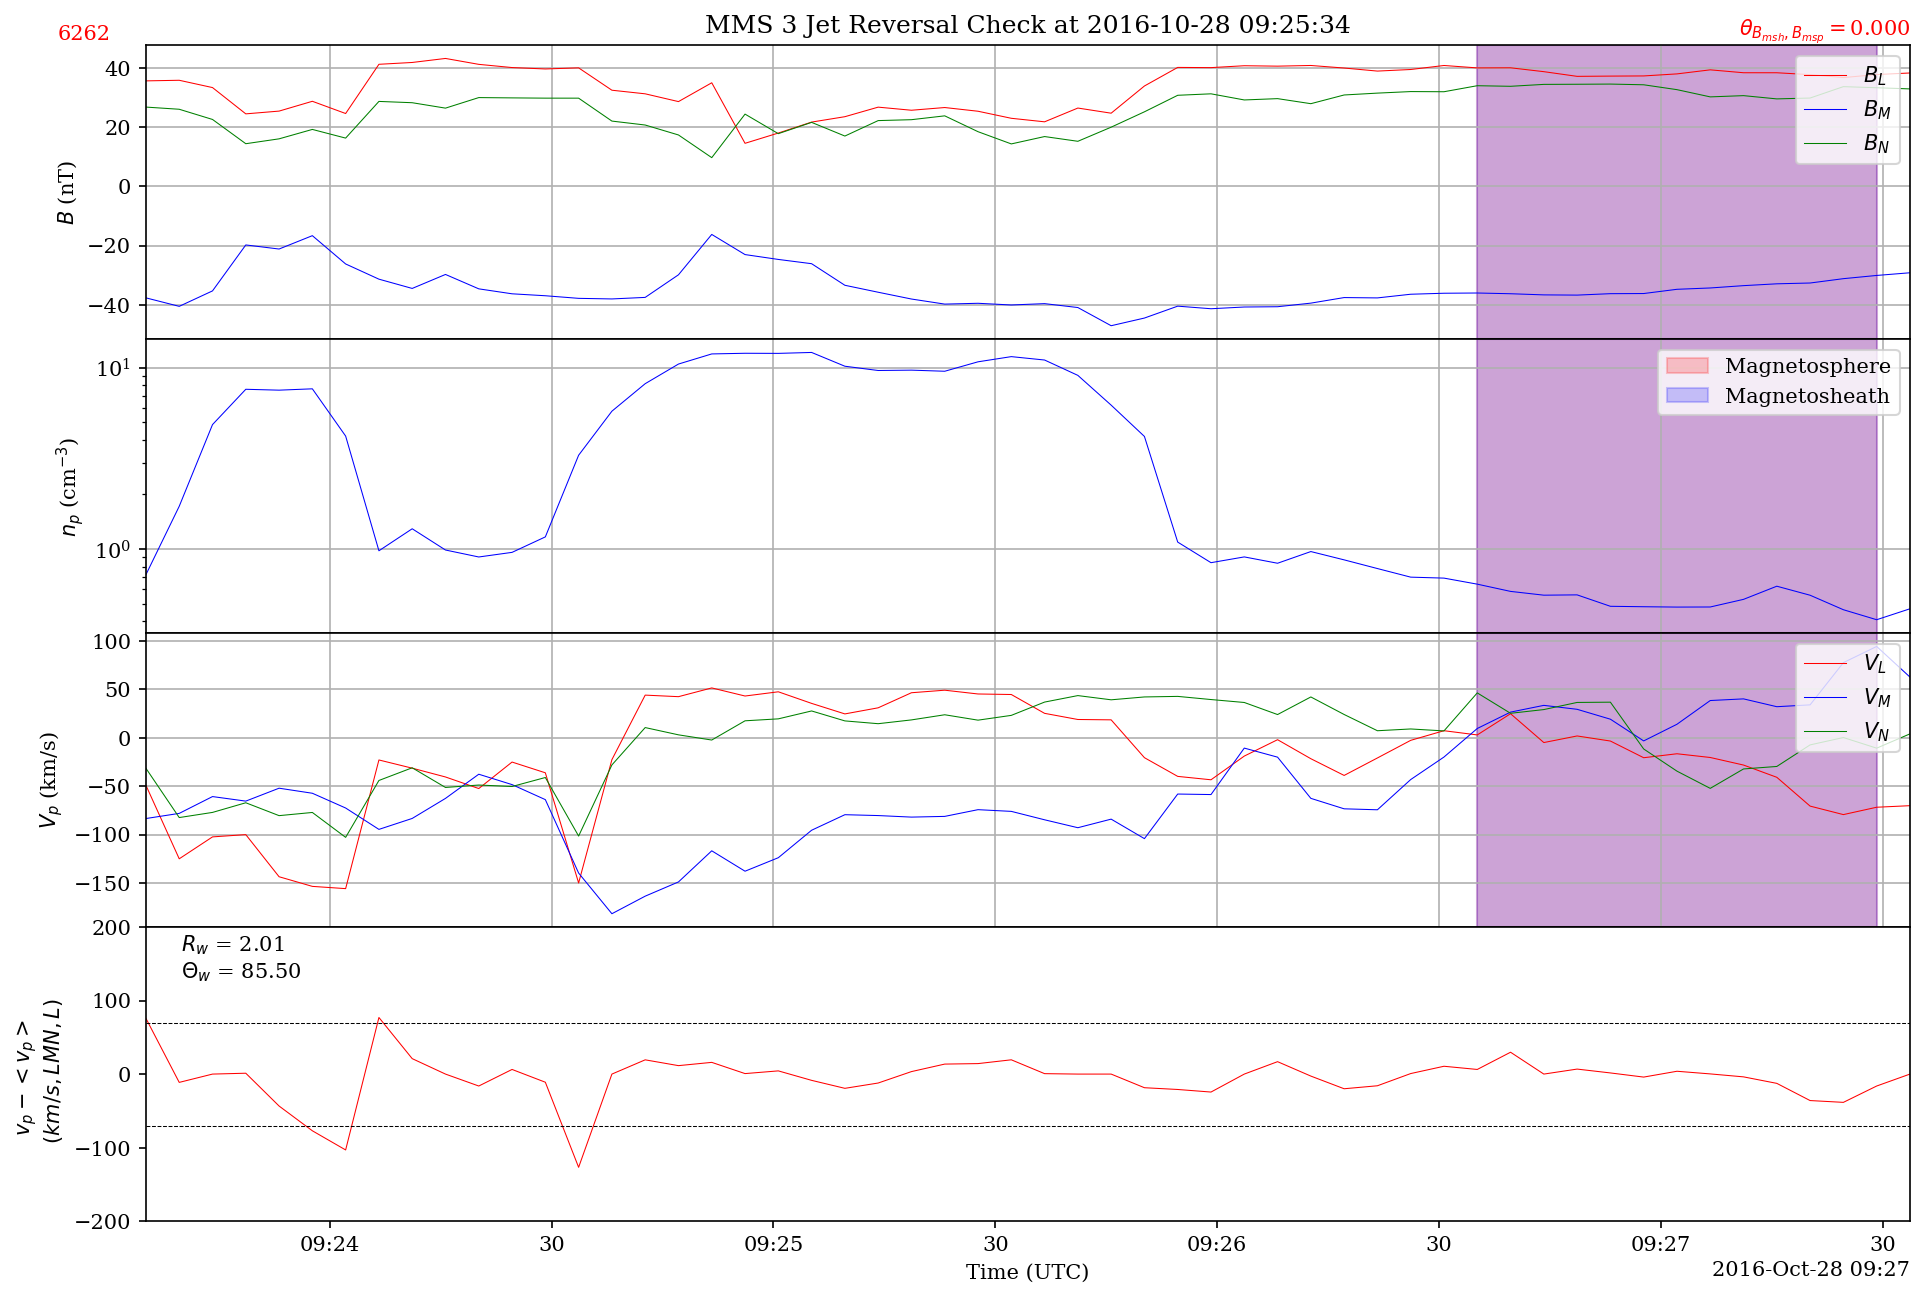 MMS 3 Jet Reversal Check at 2016-10-28 09:25:34
6262
θ_{B_{msh}, B_{msp}} = 0.000
40
20
0
−20
−40
B (nT)
B_L
B_M
B_N
10^1
10^0
n_p (cm^{−3})
Magnetosphere
Magnetosheath
100
50
0
−50
−100
−150
V_p (km/s)
V_L
V_M
V_N
200
100
0
−100
−200
v_p − < v_p >
(km/s, LMN, L)
R_w = 2.01
Θ_w = 85.50
09:24 30 09:25 30 09:26 30 09:27 30
Time (UTC)
2016-Oct-28 09:27